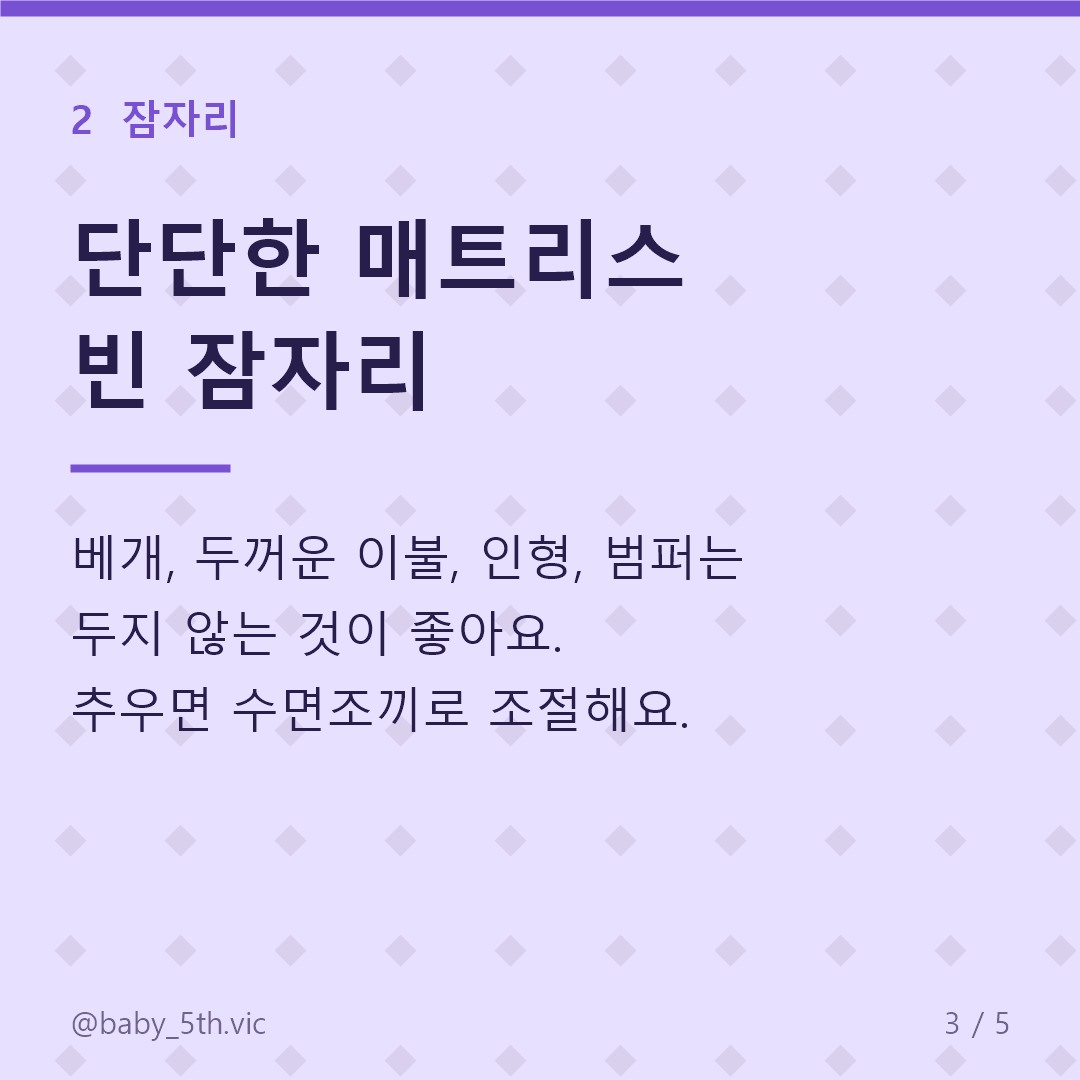 2 잠자리
단단한 매트리스
빈 잠자리
베개, 두꺼운 이불, 인형, 범퍼는
두지 않는 것이 좋아요.
추우면 수면조끼로 조절해요.
@baby_5th.vic
3 / 5